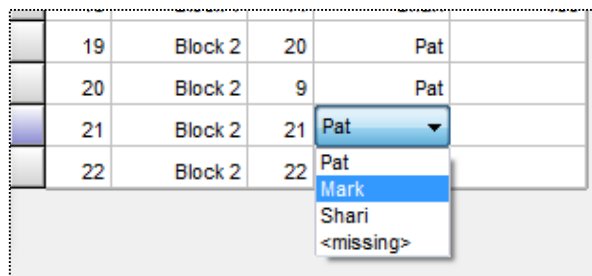 19 Block 2 20 Pat
20 Block 2 9 Pat
21 Block 2 21 Pat
22 Block 2 22
Pat
Mark
Shari
<missing>